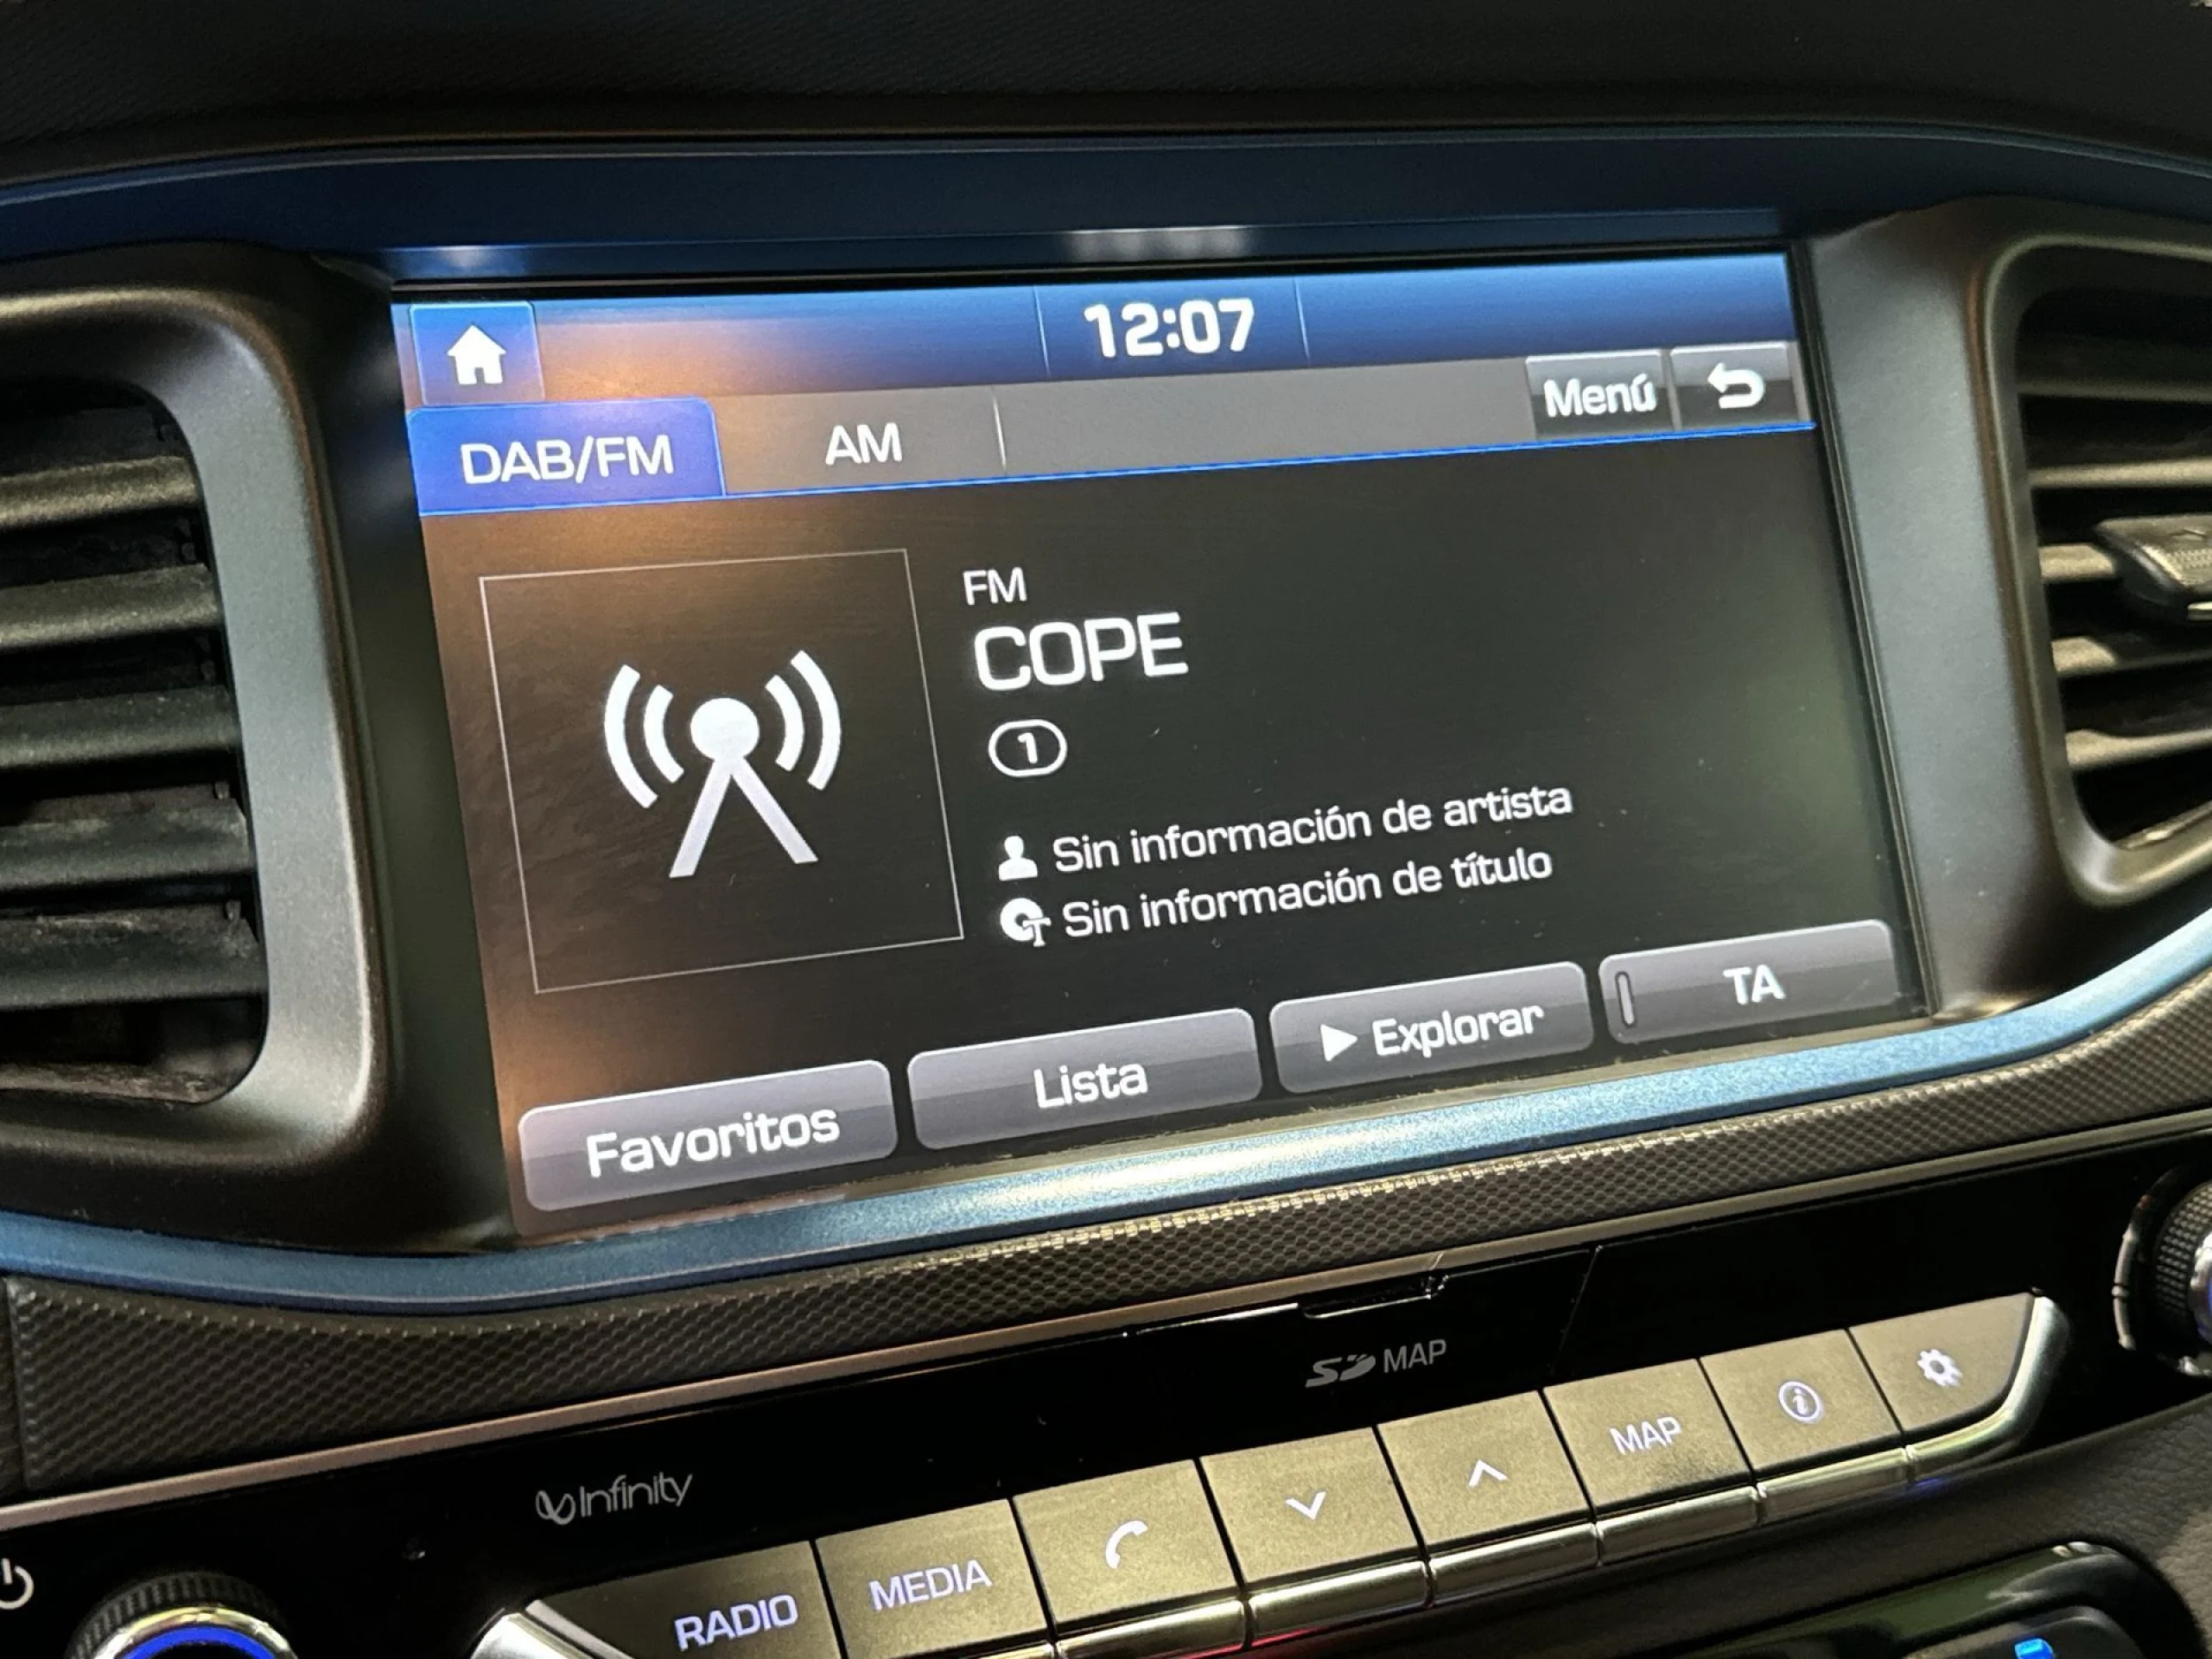 12:07
Menú
DAB/FM
AM
FM
COPE
1
Sin información de artista
Sin información de título
Favoritos
Lista
Explorar
TA
SD MAP
Infinity
RADIO
MEDIA
MAP
i